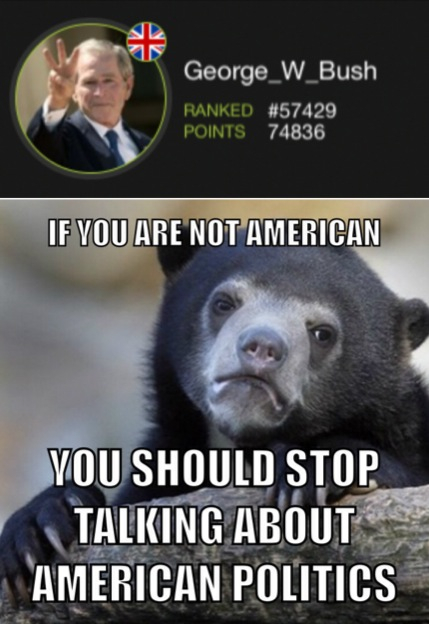 George_W_Bush
RANKED #57429
POINTS 74836
IF YOU ARE NOT AMERICAN
YOU SHOULD STOP
TALKING ABOUT
AMERICAN POLITICS